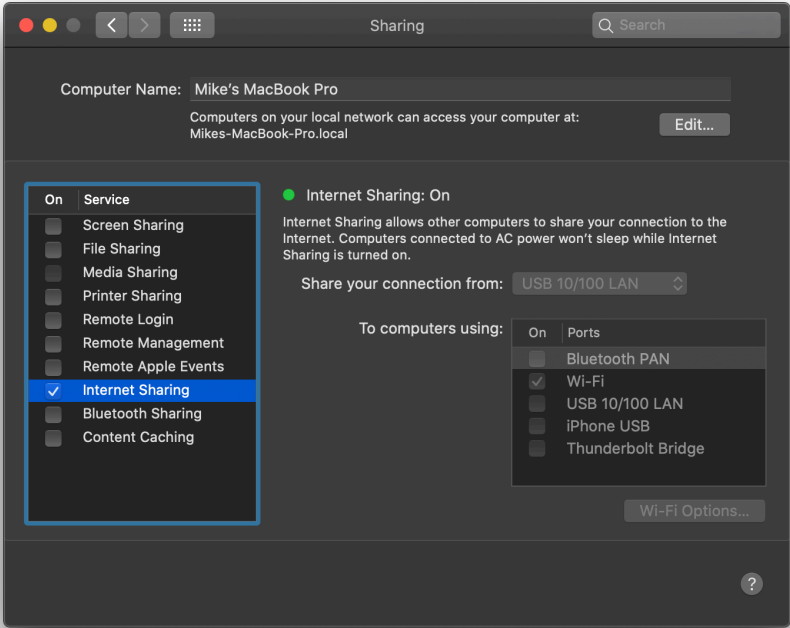 Sharing
Search
Computer Name: Mike's MacBook Pro
Computers on your local network can access your computer at:
Mikes-MacBook-Pro.local
Edit...
On Service
Screen Sharing
File Sharing
Media Sharing
Printer Sharing
Remote Login
Remote Management
Remote Apple Events
Internet Sharing
Bluetooth Sharing
Content Caching
Internet Sharing: On
Internet Sharing allows other computers to share your connection to the
Internet. Computers connected to AC power won't sleep while Internet
Sharing is turned on.
Share your connection from: USB 10/100 LAN
To computers using:
On Ports
Bluetooth PAN
Wi-Fi
USB 10/100 LAN
iPhone USB
Thunderbolt Bridge
Wi-Fi Options...
?